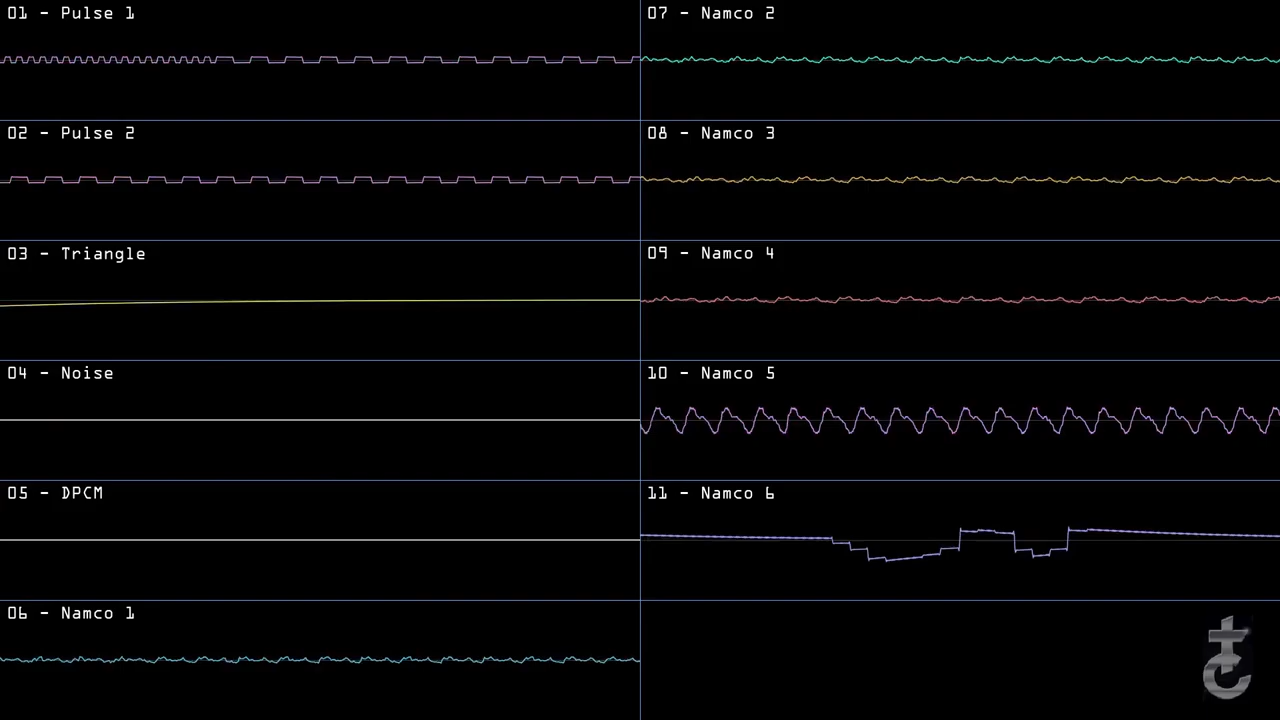 01 - Pulse 1
02 - Pulse 2
03 - Triangle
04 - Noise
05 - DPCM
06 - Namco 1
07 - Namco 2
08 - Namco 3
09 - Namco 4
10 - Namco 5
11 - Namco 6